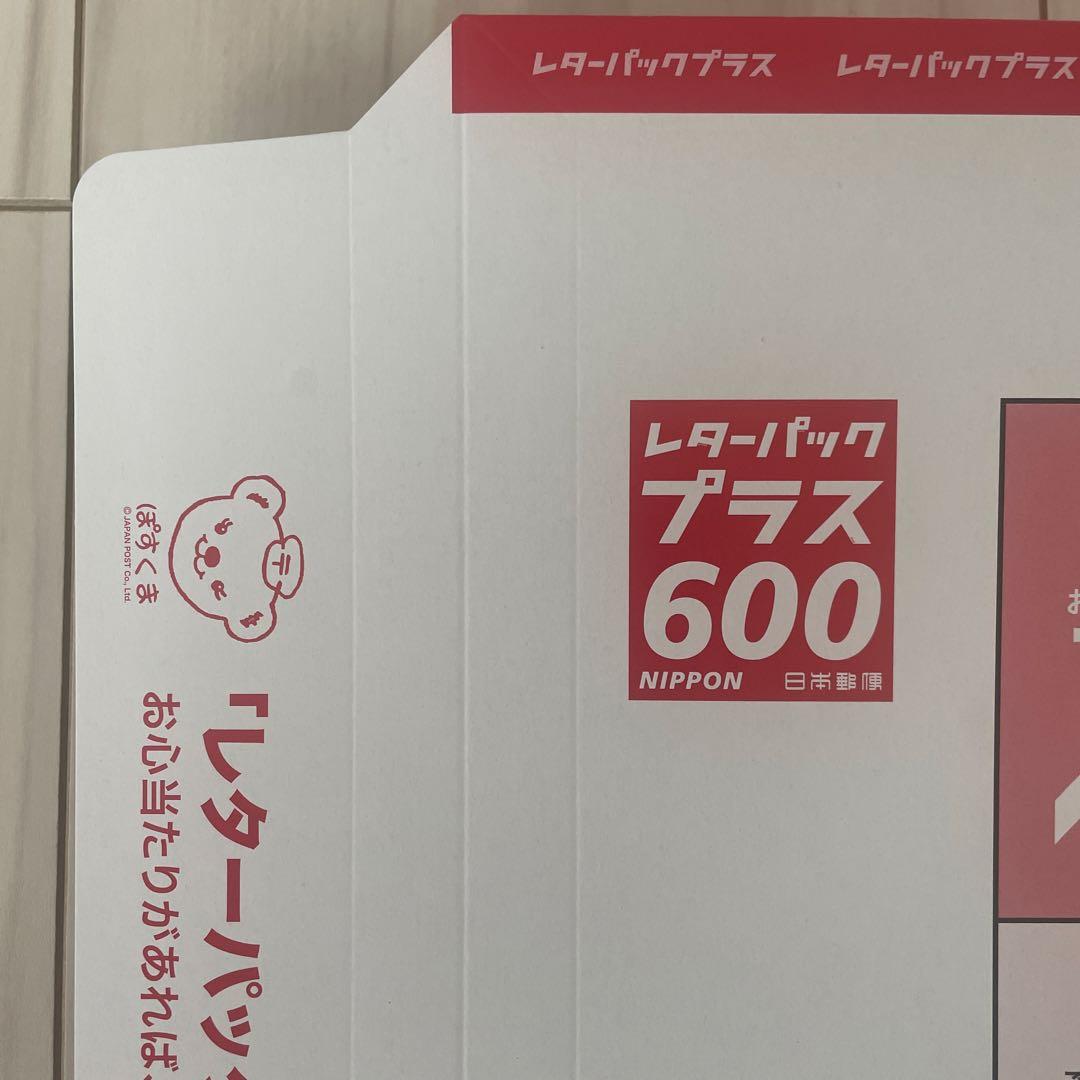 レターパックプラス レターパックプラス
レターパック
プラス
600
NIPPON 日本郵便
ぽすくま
© JAPAN POST Co., Ltd.
「レターパッ
お心当たりがあれば、
お